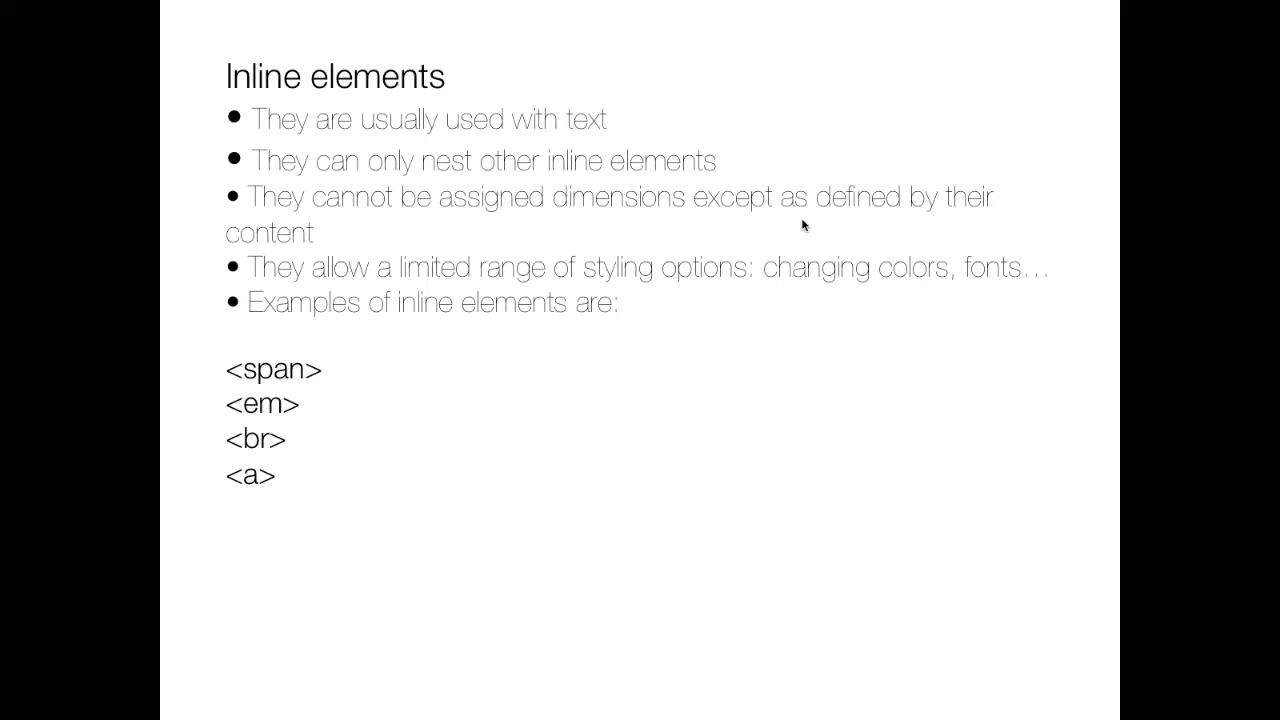 Inline elements
• They are usually used with text
• They can only nest other inline elements
• They cannot be assigned dimensions except as defined by their
content
• They allow a limited range of styling options: changing colors, fonts…
• Examples of inline elements are:
<span>
<em>
<br>
<a>